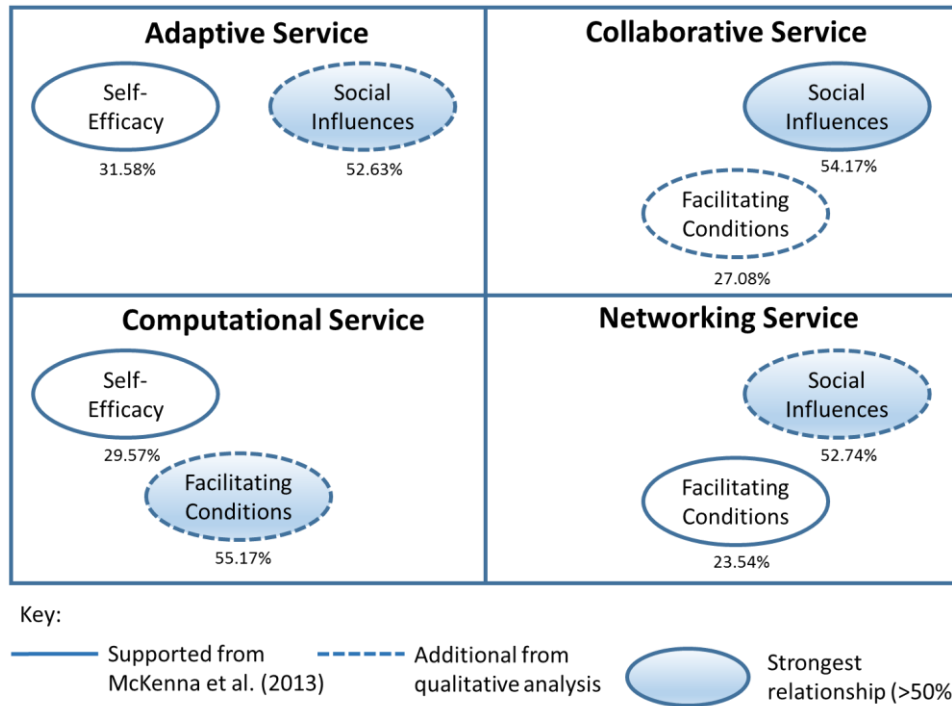 Adaptive Service
Self-
Efficacy
31.58%
Social
Influences
52.63%
Collaborative Service
Social
Influences
54.17%
Facilitating
Conditions
27.08%
Computational Service
Self-
Efficacy
29.57%
Facilitating
Conditions
55.17%
Networking Service
Social
Influences
52.74%
Facilitating
Conditions
23.54%
Key:
Supported from
McKenna et al. (2013)
Additional from
qualitative analysis
Strongest
relationship (>50%